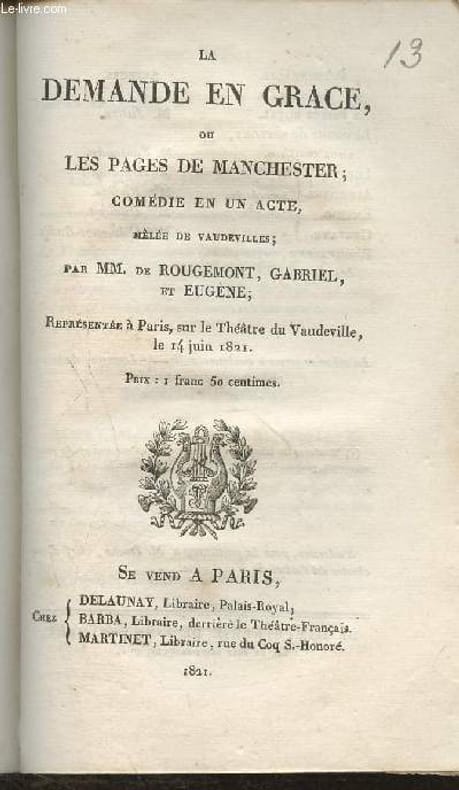 © Le-livre.com
13
LA
DEMANDE EN GRACE,
OU
LES PAGES DE MANCHESTER;
COMÉDIE EN UN ACTE,
MÊLÉE DE VAUDEVILLES;
PAR MM. DE ROUGEMONT, GABRIEL,
ET EUGÈNE;
REPRÉSENTÉE à Paris, sur le Théâtre du Vaudeville,
le 14 juin 1821.
PRIX : 1 franc 50 centimes.
SE VEND A PARIS,
CHEZ
DELAUNAY, Libraire, Palais-Royal,
BARBA, Libraire, derrière le Théâtre-Français.
MARTINET, Libraire, rue du Coq S.-Honoré.
1821.